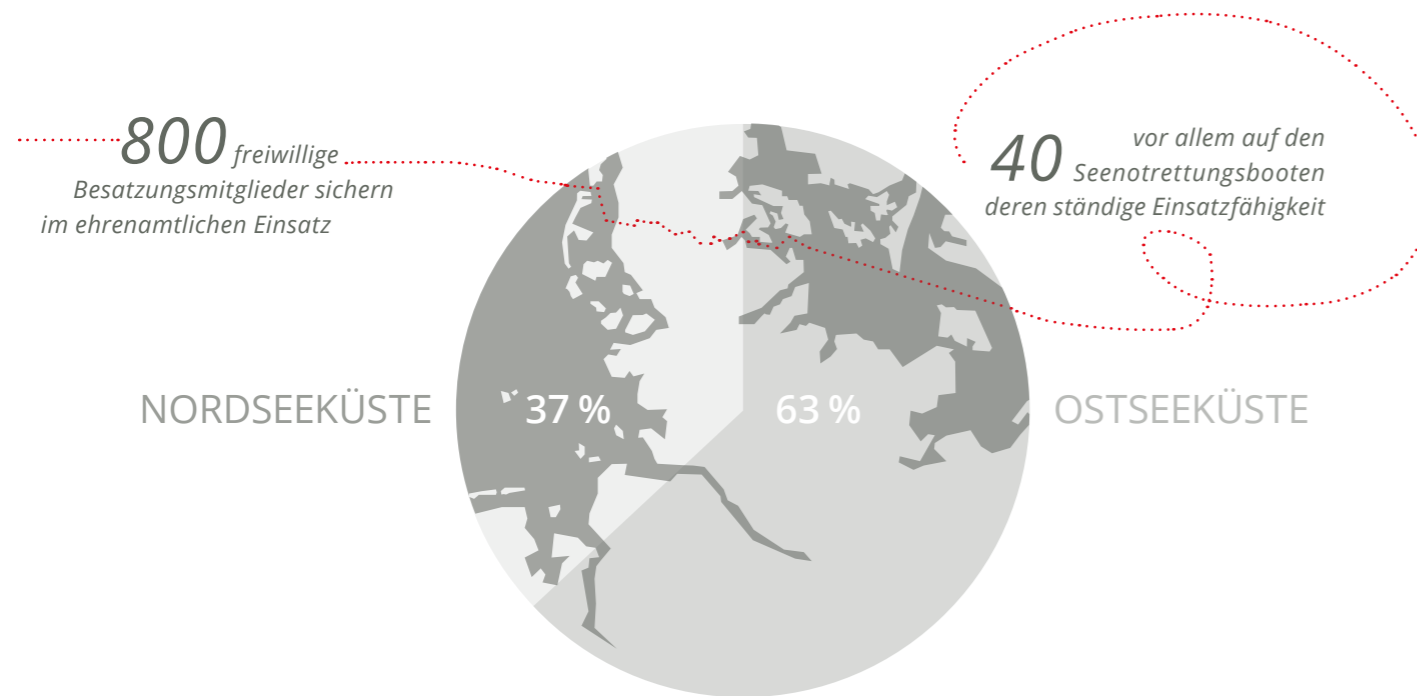 800 freiwillige
Besatzungsmitglieder sichern
im ehrenamtlichen Einsatz
40 vor allem auf den
Seenotrettungsbooten
deren ständige Einsatzfähigkeit
NORDSEEKÜSTE
37 %
63 %
OSTSEEKÜSTE